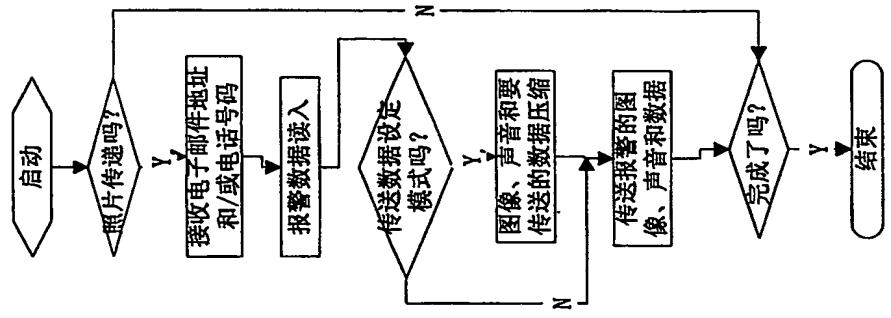 启动
照片传递吗?
N
Y
接收电子邮件地址
和/或电话号码
报警数据读入
传送数据设定
模式吗?
Y
图像、声音和要
传送的数据压缩
N
传送报警的图
像、声音和数据
完成了吗?
Y
结束